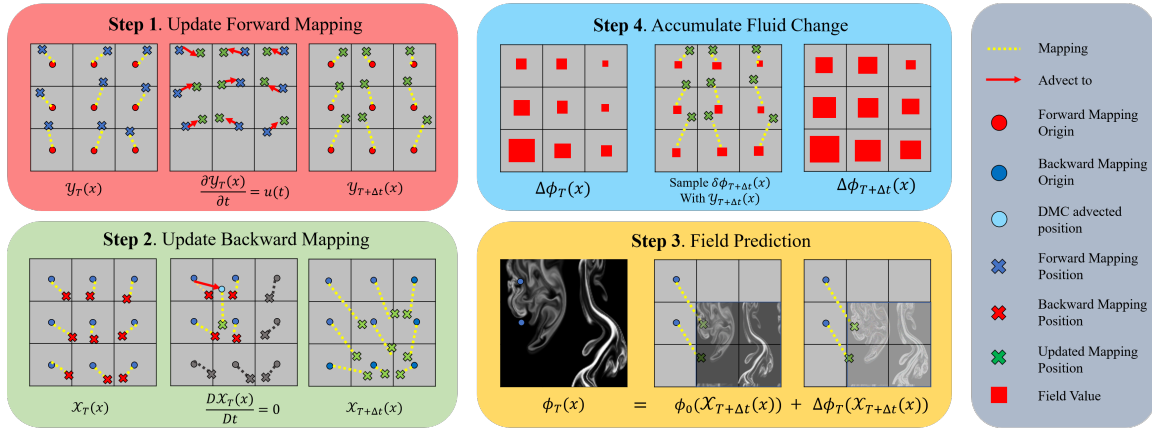 Step 1. Update Forward Mapping
𝒴_T(x)
∂𝒴_T(x)/∂t = u(t)
𝒴_{T+Δt}(x)
Step 2. Update Backward Mapping
𝒳_T(x)
D𝒳_T(x)/Dt = 0
𝒳_{T+Δt}(x)
Step 4. Accumulate Fluid Change
Δϕ_T(x)
Sample δϕ_{T+Δt}(x)
With 𝒴_{T+Δt}(x)
Δϕ_{T+Δt}(x)
Step 3. Field Prediction
ϕ_T(x) = ϕ_0(𝒳_{T+Δt}(x)) + Δϕ_T(𝒳_{T+Δt}(x))
Mapping
Advect to
Forward Mapping
Origin
Backward Mapping
Origin
DMC advected
position
Forward Mapping
Position
Backward Mapping
Position
Updated Mapping
Position
Field Value